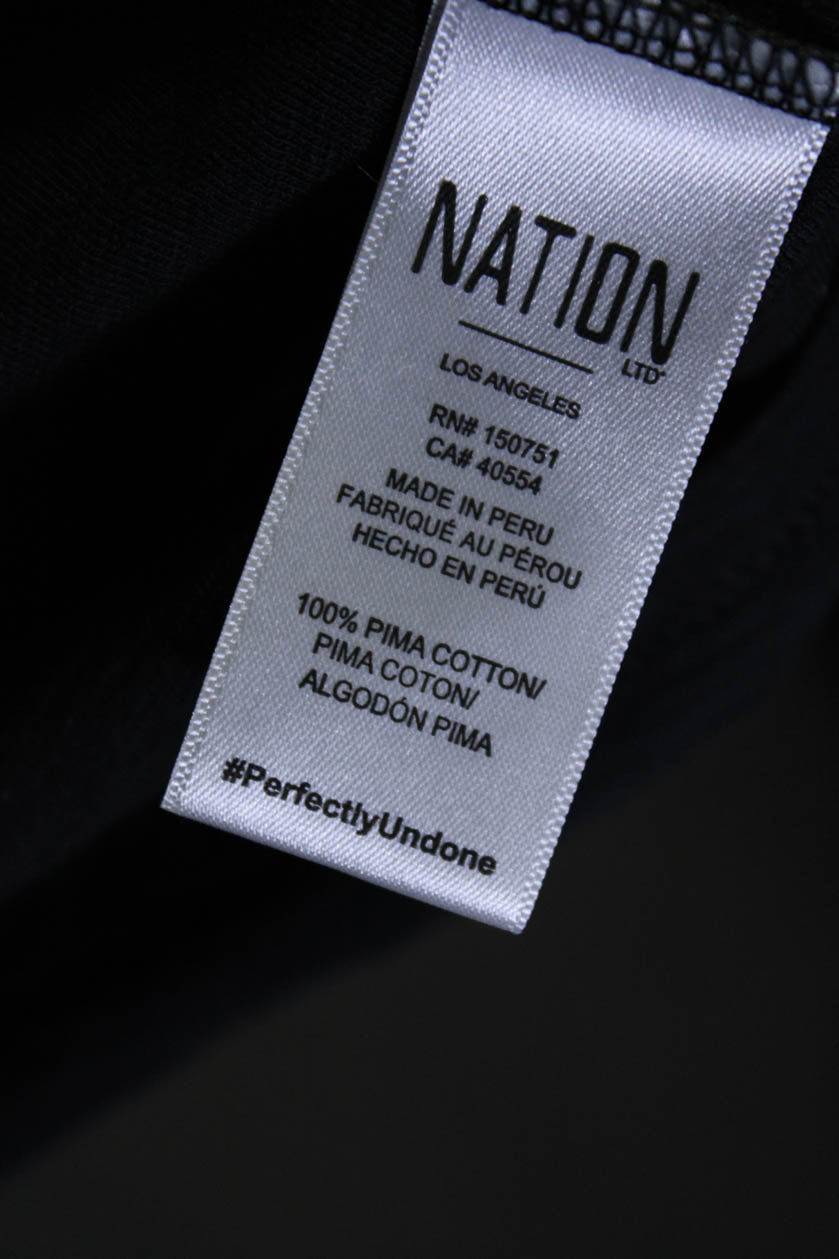 NATION
LTD
LOS ANGELES
RN# 150751
CA# 40554
MADE IN PERU
FABRIQUÉ AU PÉROU
HECHO EN PERÚ
100% PIMA COTTON/
PIMA COTON/
ALGODÓN PIMA
#PerfectlyUndone